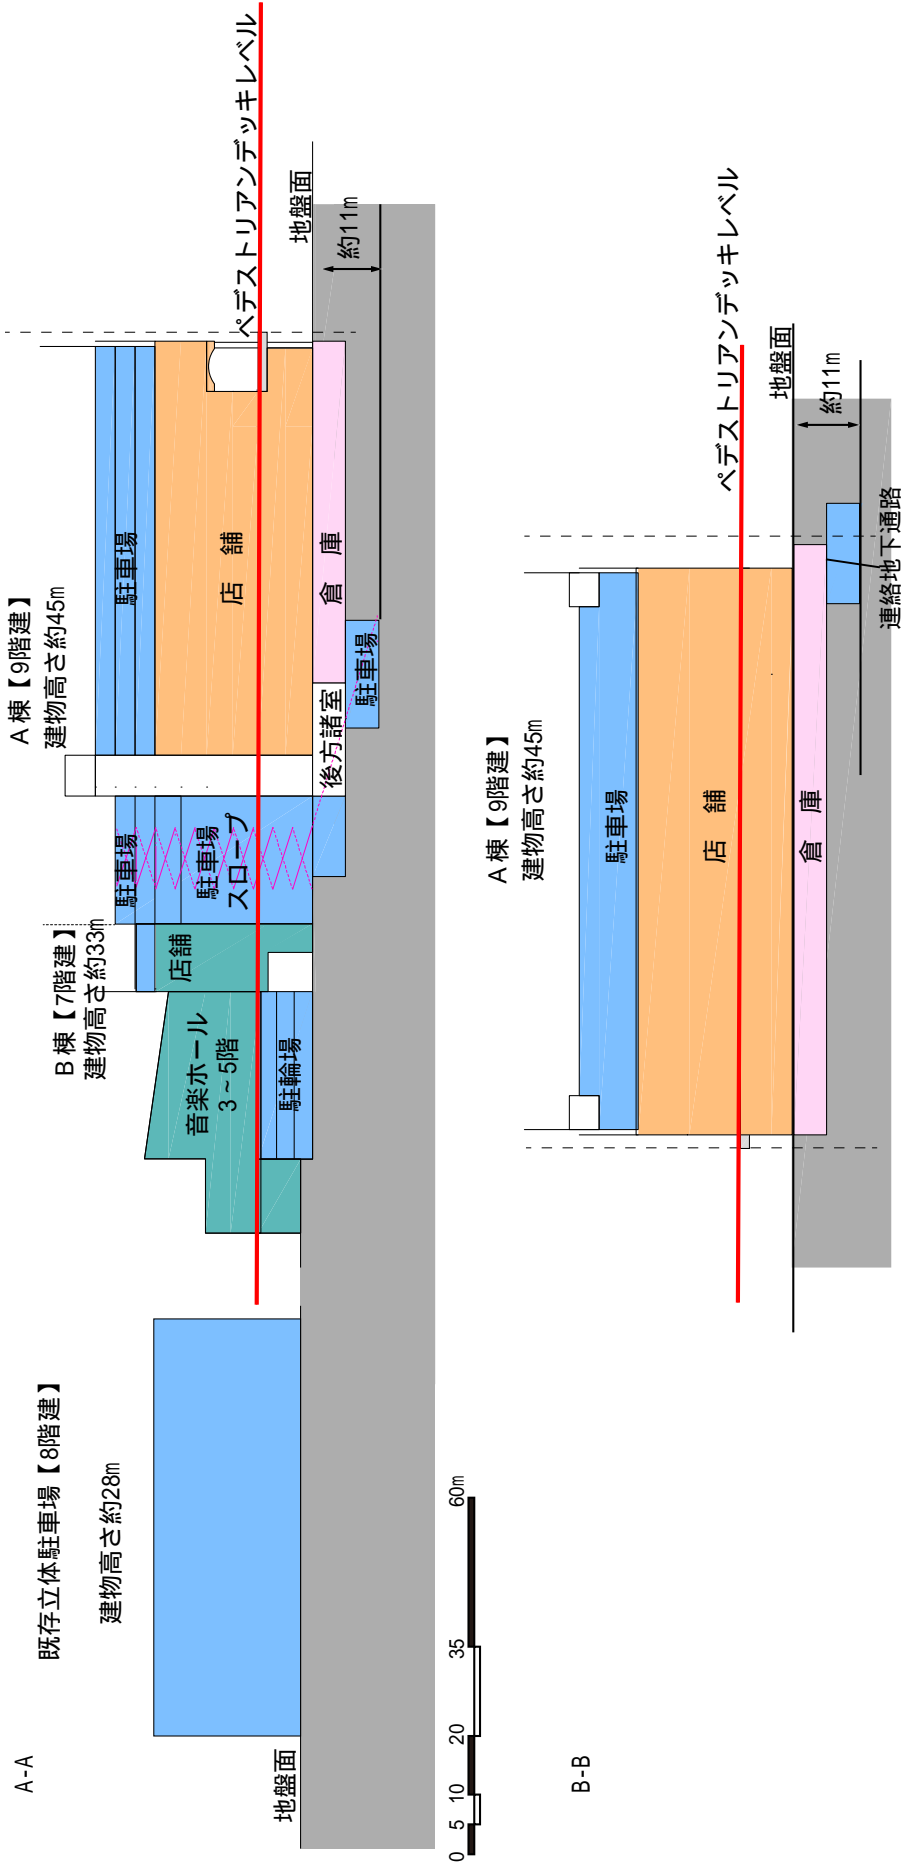 A-A
既存立体駐車場【8階建】
建物高さ約28m
B棟【7階建】
建物高さ約33m
A棟【9階建】
建物高さ約45m
駐車場
駐車場
駐車場
スロープ
店舗
音楽ホール
3~5階
駐輪場
店舗
倉庫
後方諸室
駐車場
ペデストリアンデッキレベル
地盤面
約11m
地盤面
0 5 10 20 35 60m
B-B
A棟【9階建】
建物高さ約45m
駐車場
店舗
倉庫
ペデストリアンデッキレベル
地盤面
約11m
連絡地下通路